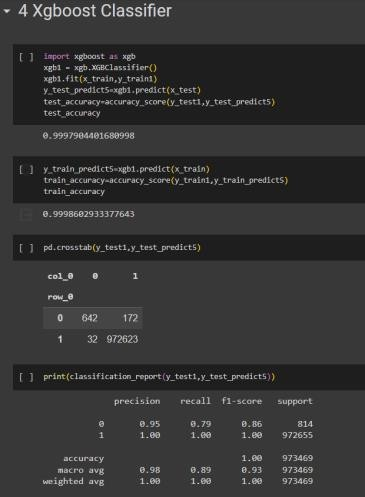 4 Xgboost Classifier
[ ] import xgboost as xgb
xgb1 = xgb.XGBClassifier()
xgb1.fit(x_train,y_train1)
y_test_predict5=xgb1.predict(x_test)
test_accuracy=accuracy_score(y_test1,y_test_predict5)
test_accuracy
0.9997904401680998
[ ] y_train_predict5=xgb1.predict(x_train)
train_accuracy=accuracy_score(y_train1,y_train_predict5)
train_accuracy
0.9998602933377643
[ ] pd.crosstab(y_test1,y_test_predict5)
col_0 0 1
row_0
0 642 172
1 32 972623
[ ] print(classification_report(y_test1,y_test_predict5))
precision recall f1-score support
0 0.95 0.79 0.86 814
1 1.00 1.00 1.00 972655
accuracy 1.00 973469
macro avg 0.98 0.89 0.93 973469
weighted avg 1.00 1.00 1.00 973469